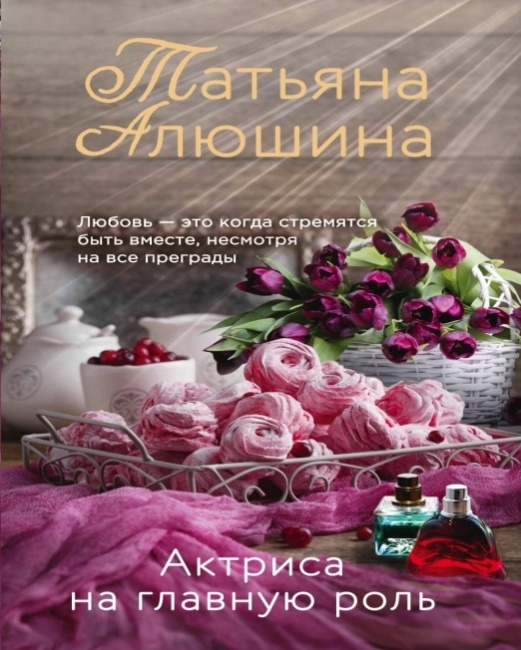 Татьяна
Алюшина
Любовь — это когда стремятся
быть вместе, несмотря
на все преграды
Актриса
на главную роль